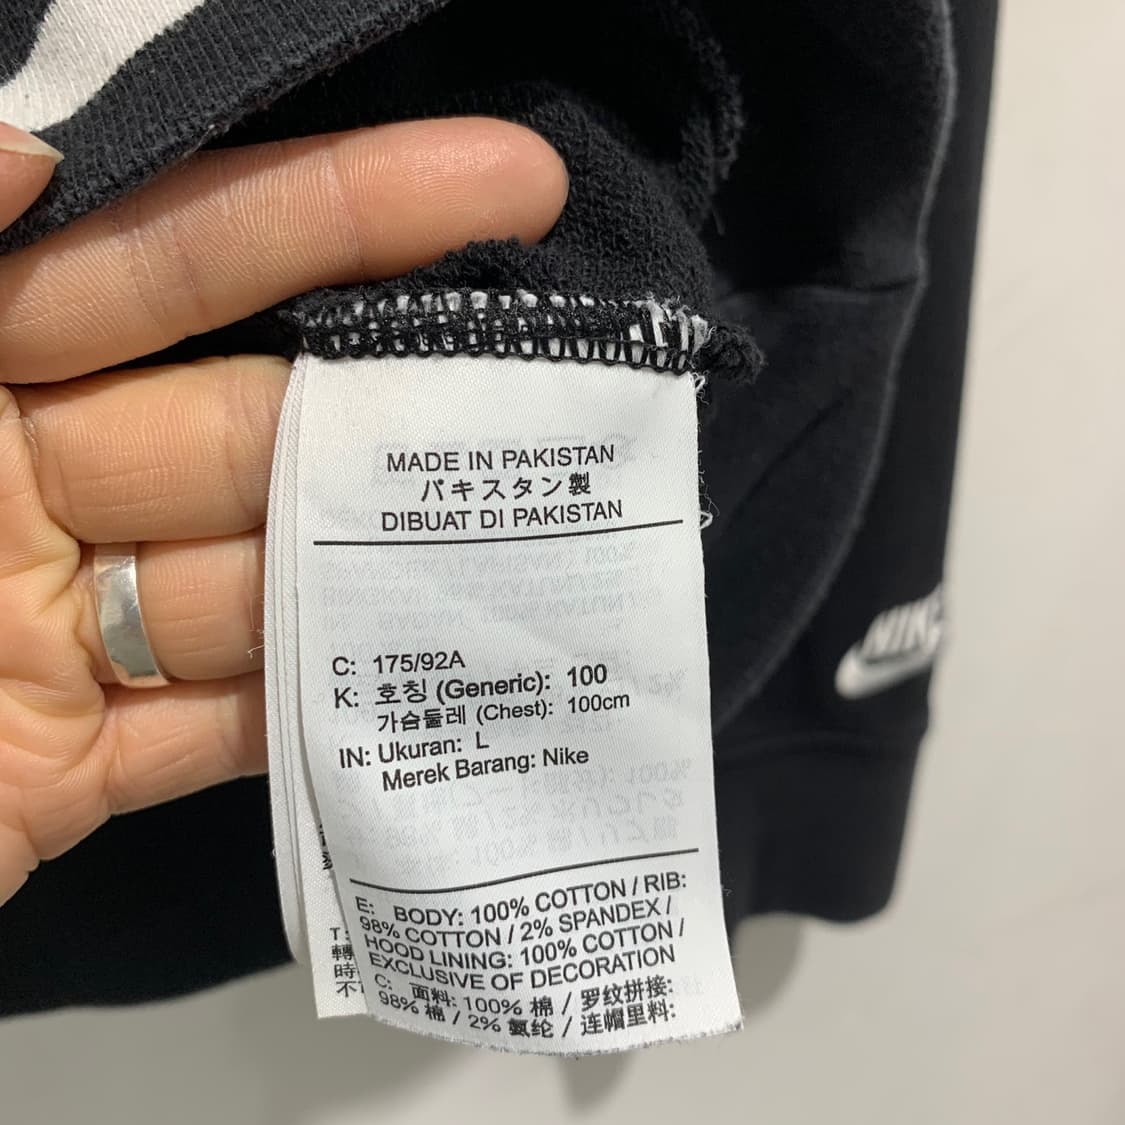 MADE IN PAKISTAN
パキスタン製
DIBUAT DI PAKISTAN
C: 175/92A
K: 호칭 (Generic): 100
가슴둘레 (Chest): 100cm
IN: Ukuran: L
Merek Barang: Nike
E: BODY: 100% COTTON / RIB:
98% COTTON / 2% SPANDEX /
HOOD LINING: 100% COTTON /
EXCLUSIVE OF DECORATION
C: 面料: 100% 棉 / 罗纹拼接:
98% 棉 / 2% 氨纶 / 连帽里料:
T:
轉
時
不
NIKE